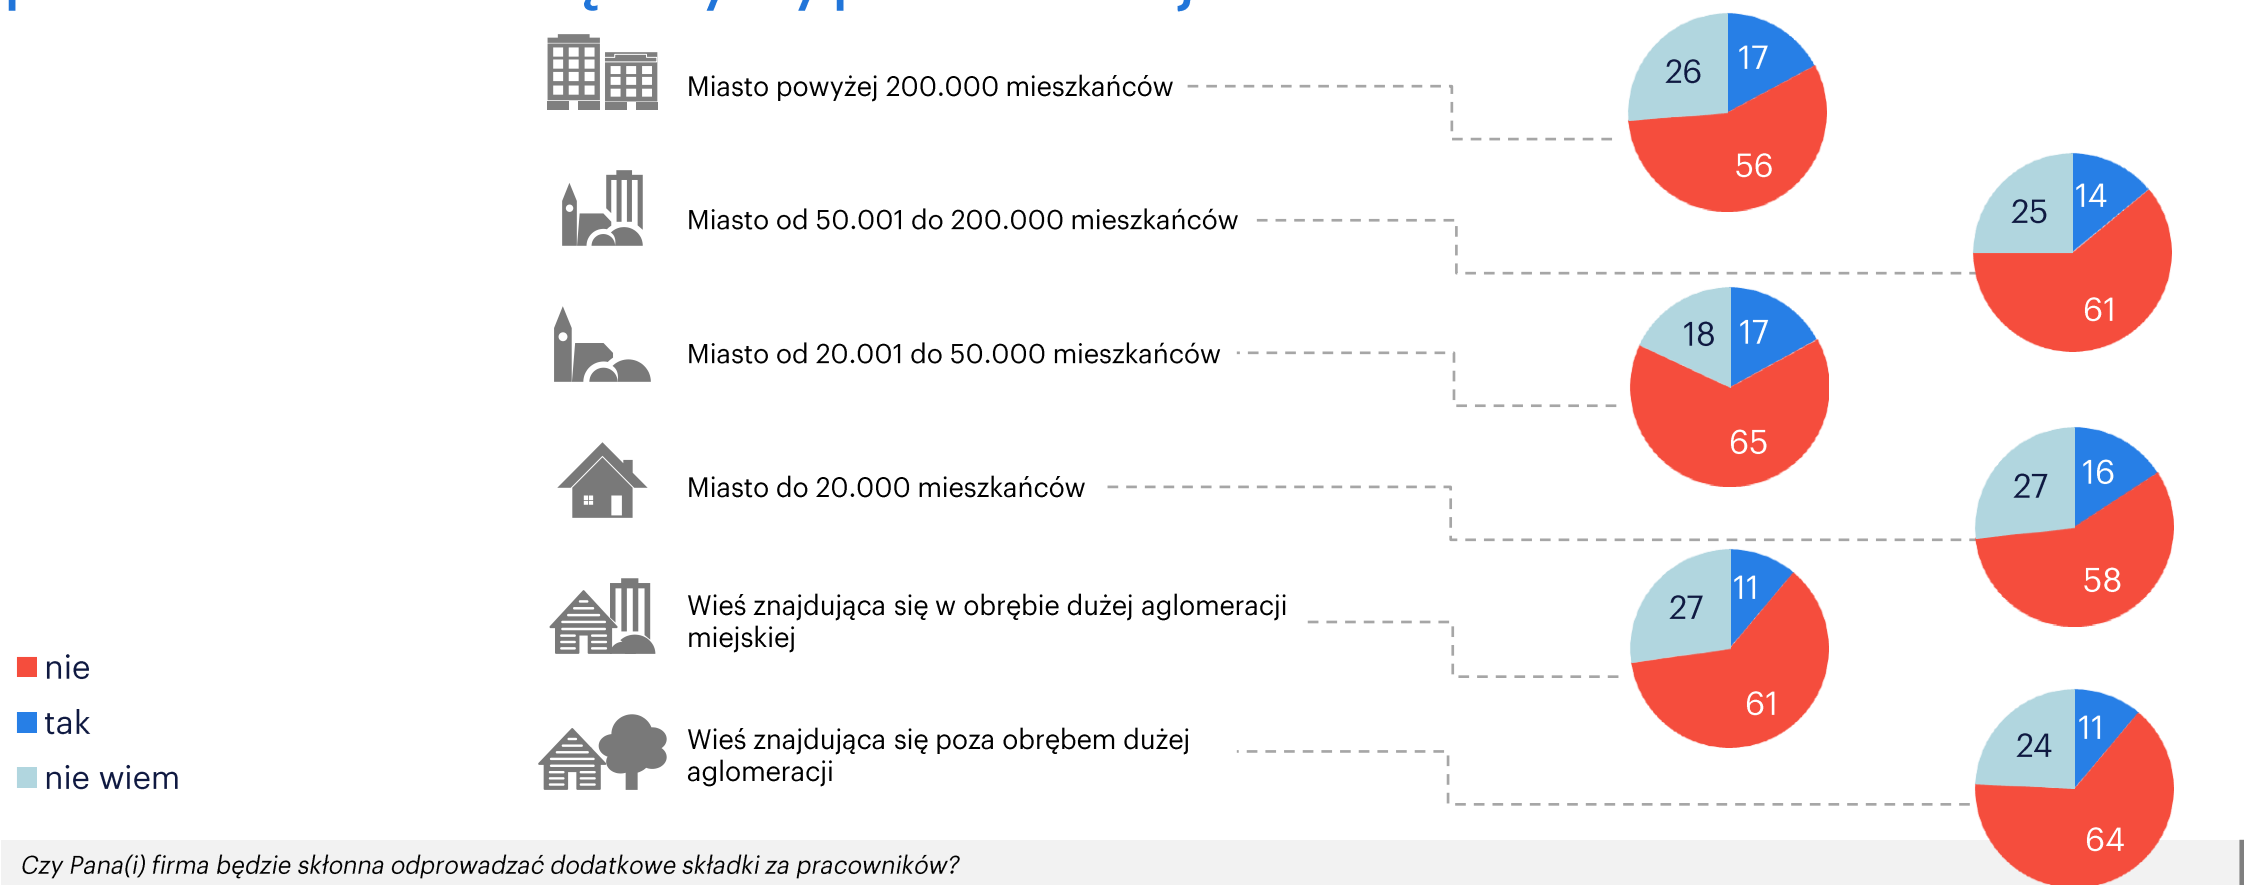 Miasto powyżej 200.000 mieszkańców
26
17
56
Miasto od 50.001 do 200.000 mieszkańców
25
14
61
Miasto od 20.001 do 50.000 mieszkańców
18
17
65
Miasto do 20.000 mieszkańców
27
16
58
Wieś znajdująca się w obrębie dużej aglomeracji
miejskiej
27
11
61
Wieś znajdująca się poza obrębem dużej
aglomeracji
24
11
64
nie
tak
nie wiem
Czy Pana(i) firma będzie skłonna odprowadzać dodatkowe składki za pracowników?